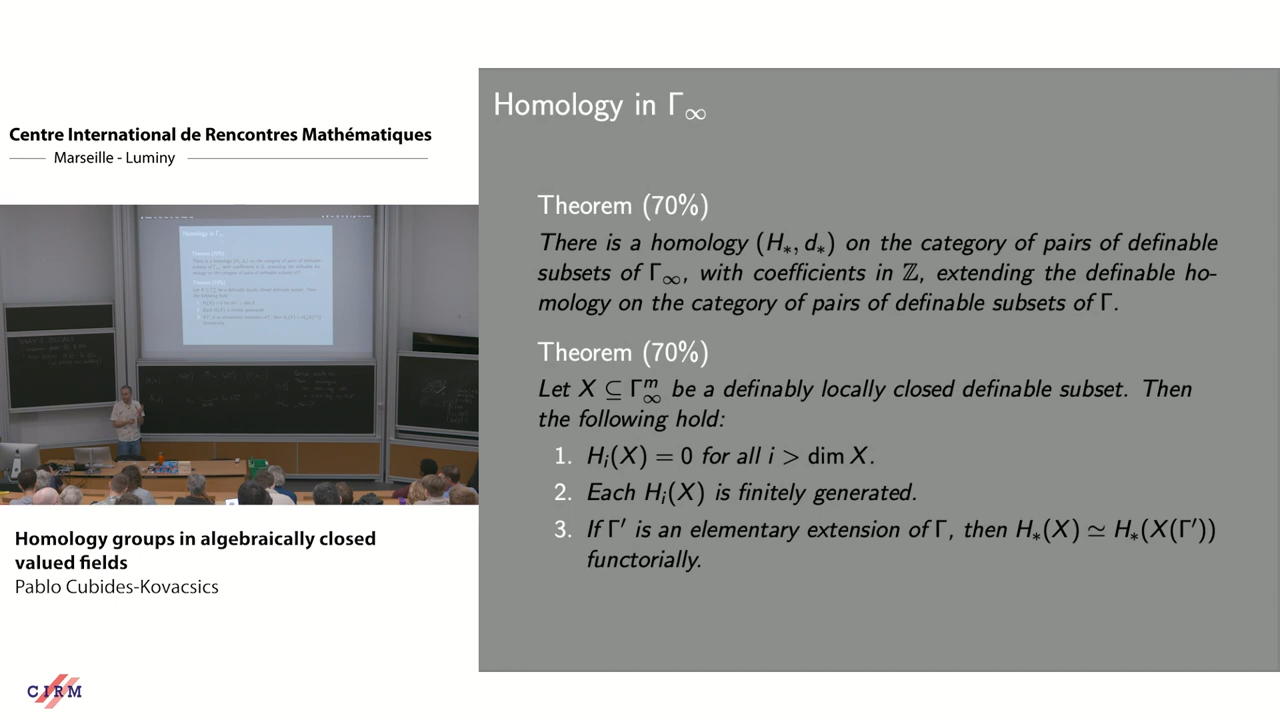 Centre International de Rencontres Mathématiques
Marseille - Luminy
Homology groups in algebraically closed
valued fields
Pablo Cubides-Kovacsics
CIRM
Homology in Γ∞
Theorem (70%)
There is a homology (H∗, d∗) on the category of pairs of definable
subsets of Γ∞, with coefficients in ℤ, extending the definable ho-
mology on the category of pairs of definable subsets of Γ.
Theorem (70%)
Let X ⊆ Γ∞^m be a definably locally closed definable subset. Then
the following hold:
1. Hᵢ(X) = 0 for all i > dim X.
2. Each Hᵢ(X) is finitely generated.
3. If Γ′ is an elementary extension of Γ, then H∗(X) ≃ H∗(X(Γ′))
functorially.